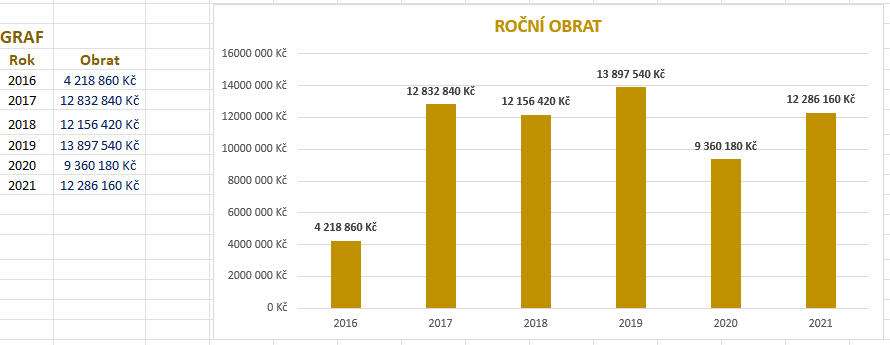 GRAF
Rok Obrat
2016 4 218 860 Kč
2017 12 832 840 Kč
2018 12 156 420 Kč
2019 13 897 540 Kč
2020 9 360 180 Kč
2021 12 286 160 Kč
ROČNÍ OBRAT
16000 000 Kč
14000 000 Kč
12000 000 Kč
10000 000 Kč
8000 000 Kč
6000 000 Kč
4000 000 Kč
2000 000 Kč
0 Kč
4 218 860 Kč
12 832 840 Kč
12 156 420 Kč
13 897 540 Kč
9 360 180 Kč
12 286 160 Kč
2016 2017 2018 2019 2020 2021